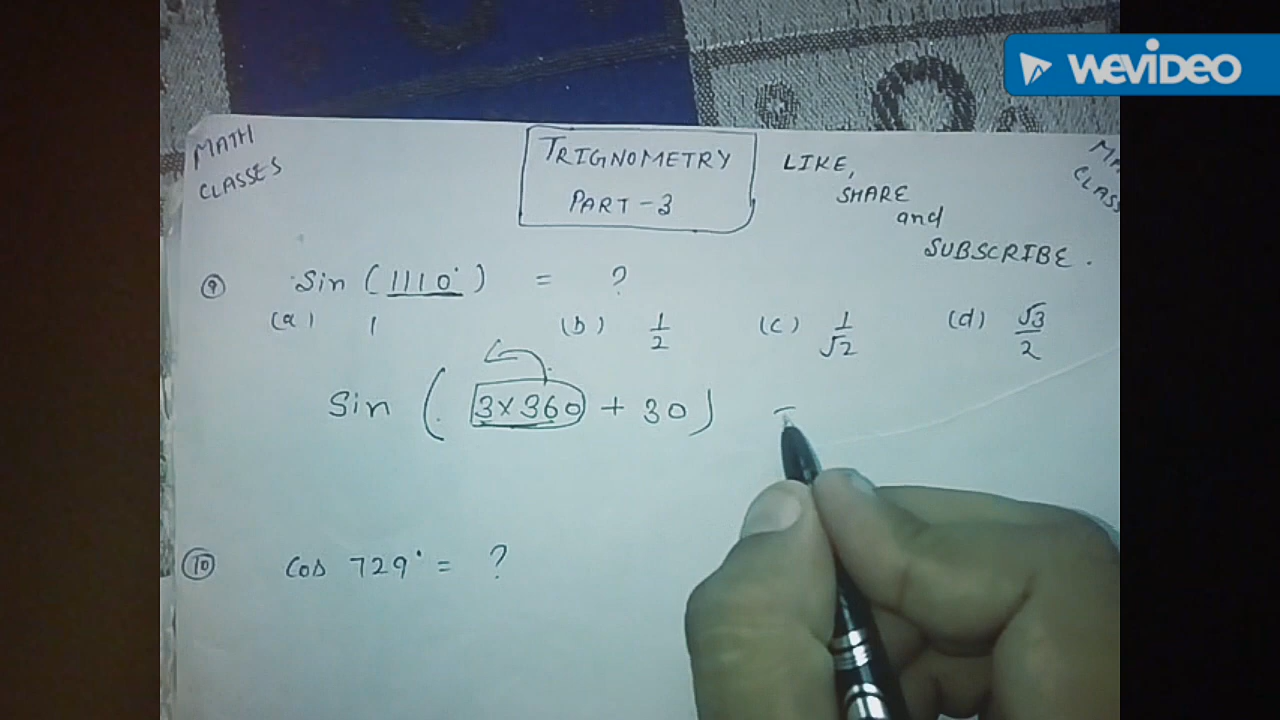 WEVIDEO
MATH
CLASSES
TRIGNOMETRY
PART-3
LIKE,
SHARE
and
SUBSCRIBE.
CLASS
9 Sin (1110°) = ?
(a) 1 (b) 1/2 (c) 1/√2 (d) √3/2
Sin ( 3×360 + 30 )
10 Cos 729° = ?